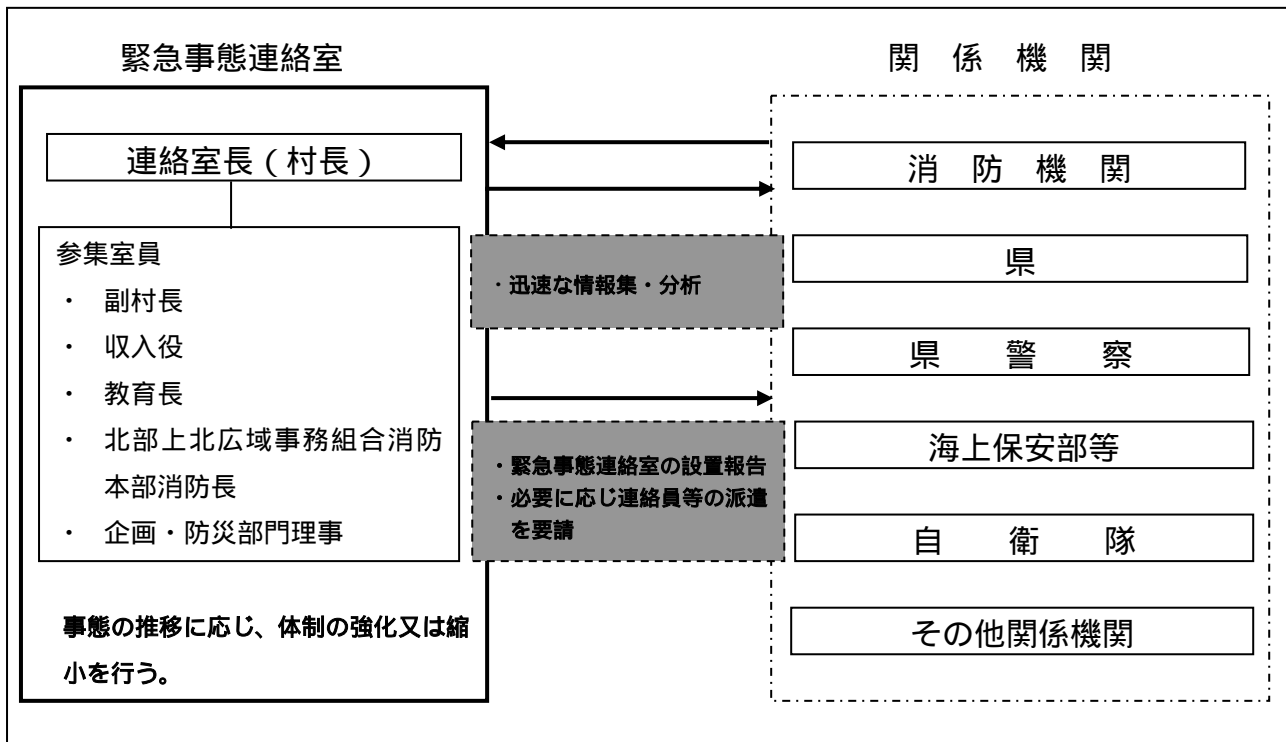 緊急事態連絡室
連絡室長（村長）
参集室員
・ 副村長
・ 収入役
・ 教育長
・ 北部上北広域事務組合消防
本部消防長
・ 企画・防災部門理事
事態の推移に応じ、体制の強化又は縮
小を行う。
・迅速な情報集・分析
・緊急事態連絡室の設置報告
・必要に応じ連絡員等の派遣
を要請
関 係 機 関
消 防 機 関
県
県 警 察
海上保安部等
自 衛 隊
その他関係機関